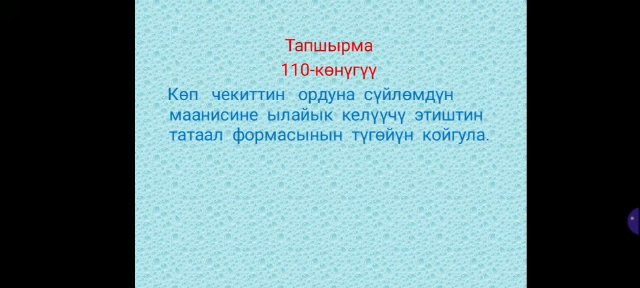 Тапшырма
110-көнүгүү
Көп чекиттин ордуна сүйлөмдүн
маанисине ылайык келүүчү этиштин
татаал формасынын түгөйүн койгула.